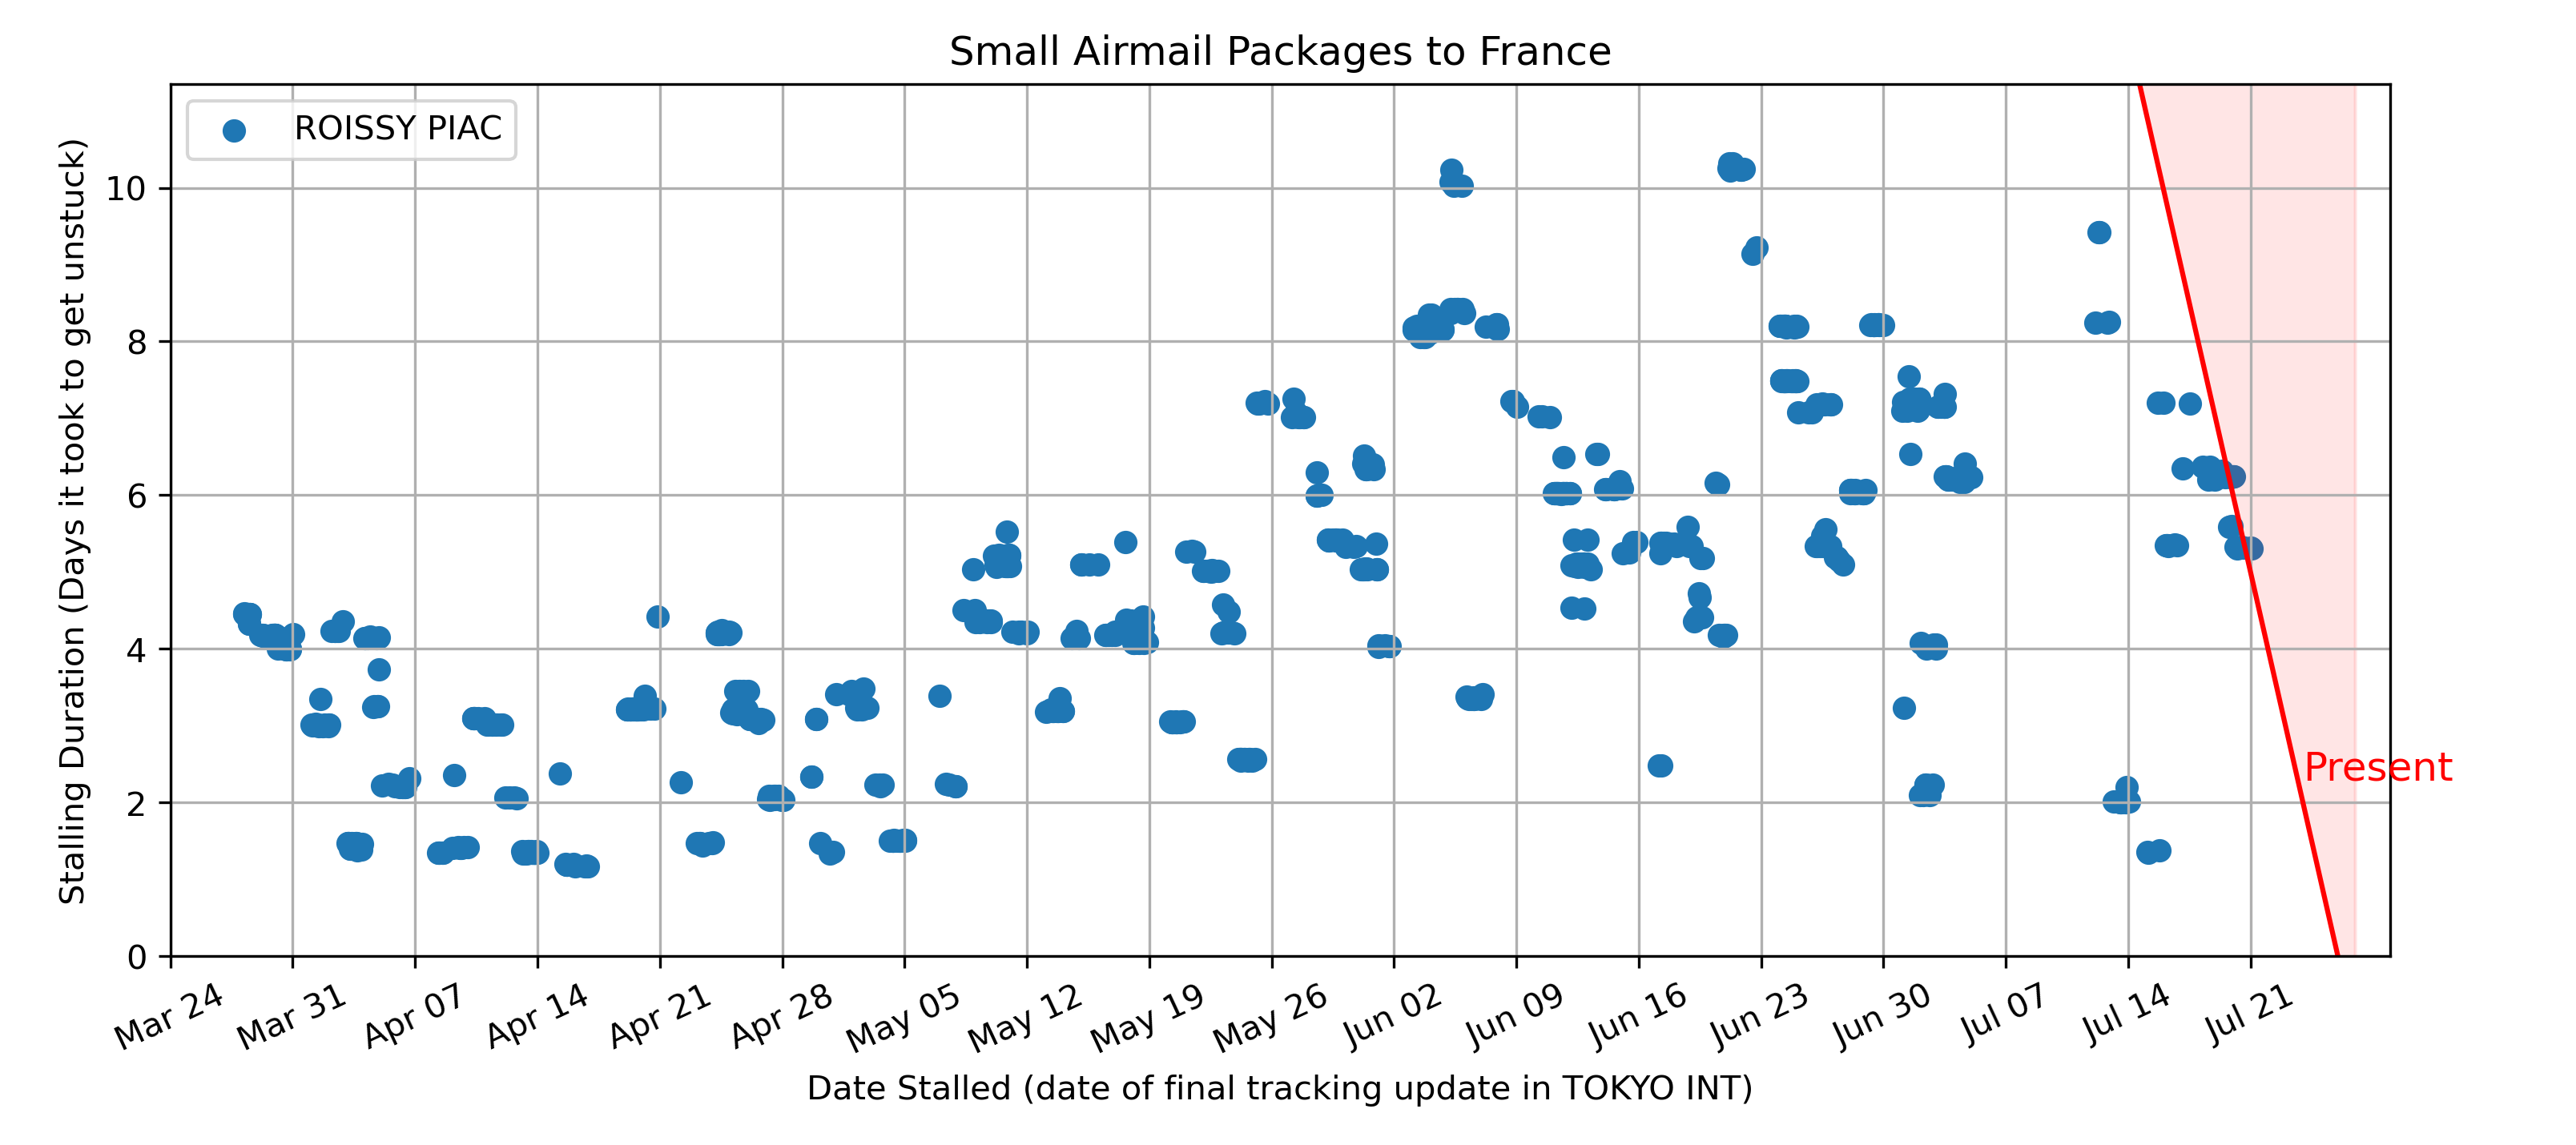 Small Airmail Packages to France
ROISSY PIAC
Stalling Duration (Days it took to get unstuck)
10
8
6
4
2
0
Present
Mar 24
Mar 31
Apr 07
Apr 14
Apr 21
Apr 28
May 05
May 12
May 19
May 26
Jun 02
Jun 09
Jun 16
Jun 23
Jun 30
Jul 07
Jul 14
Jul 21
Date Stalled (date of final tracking update in TOKYO INT)